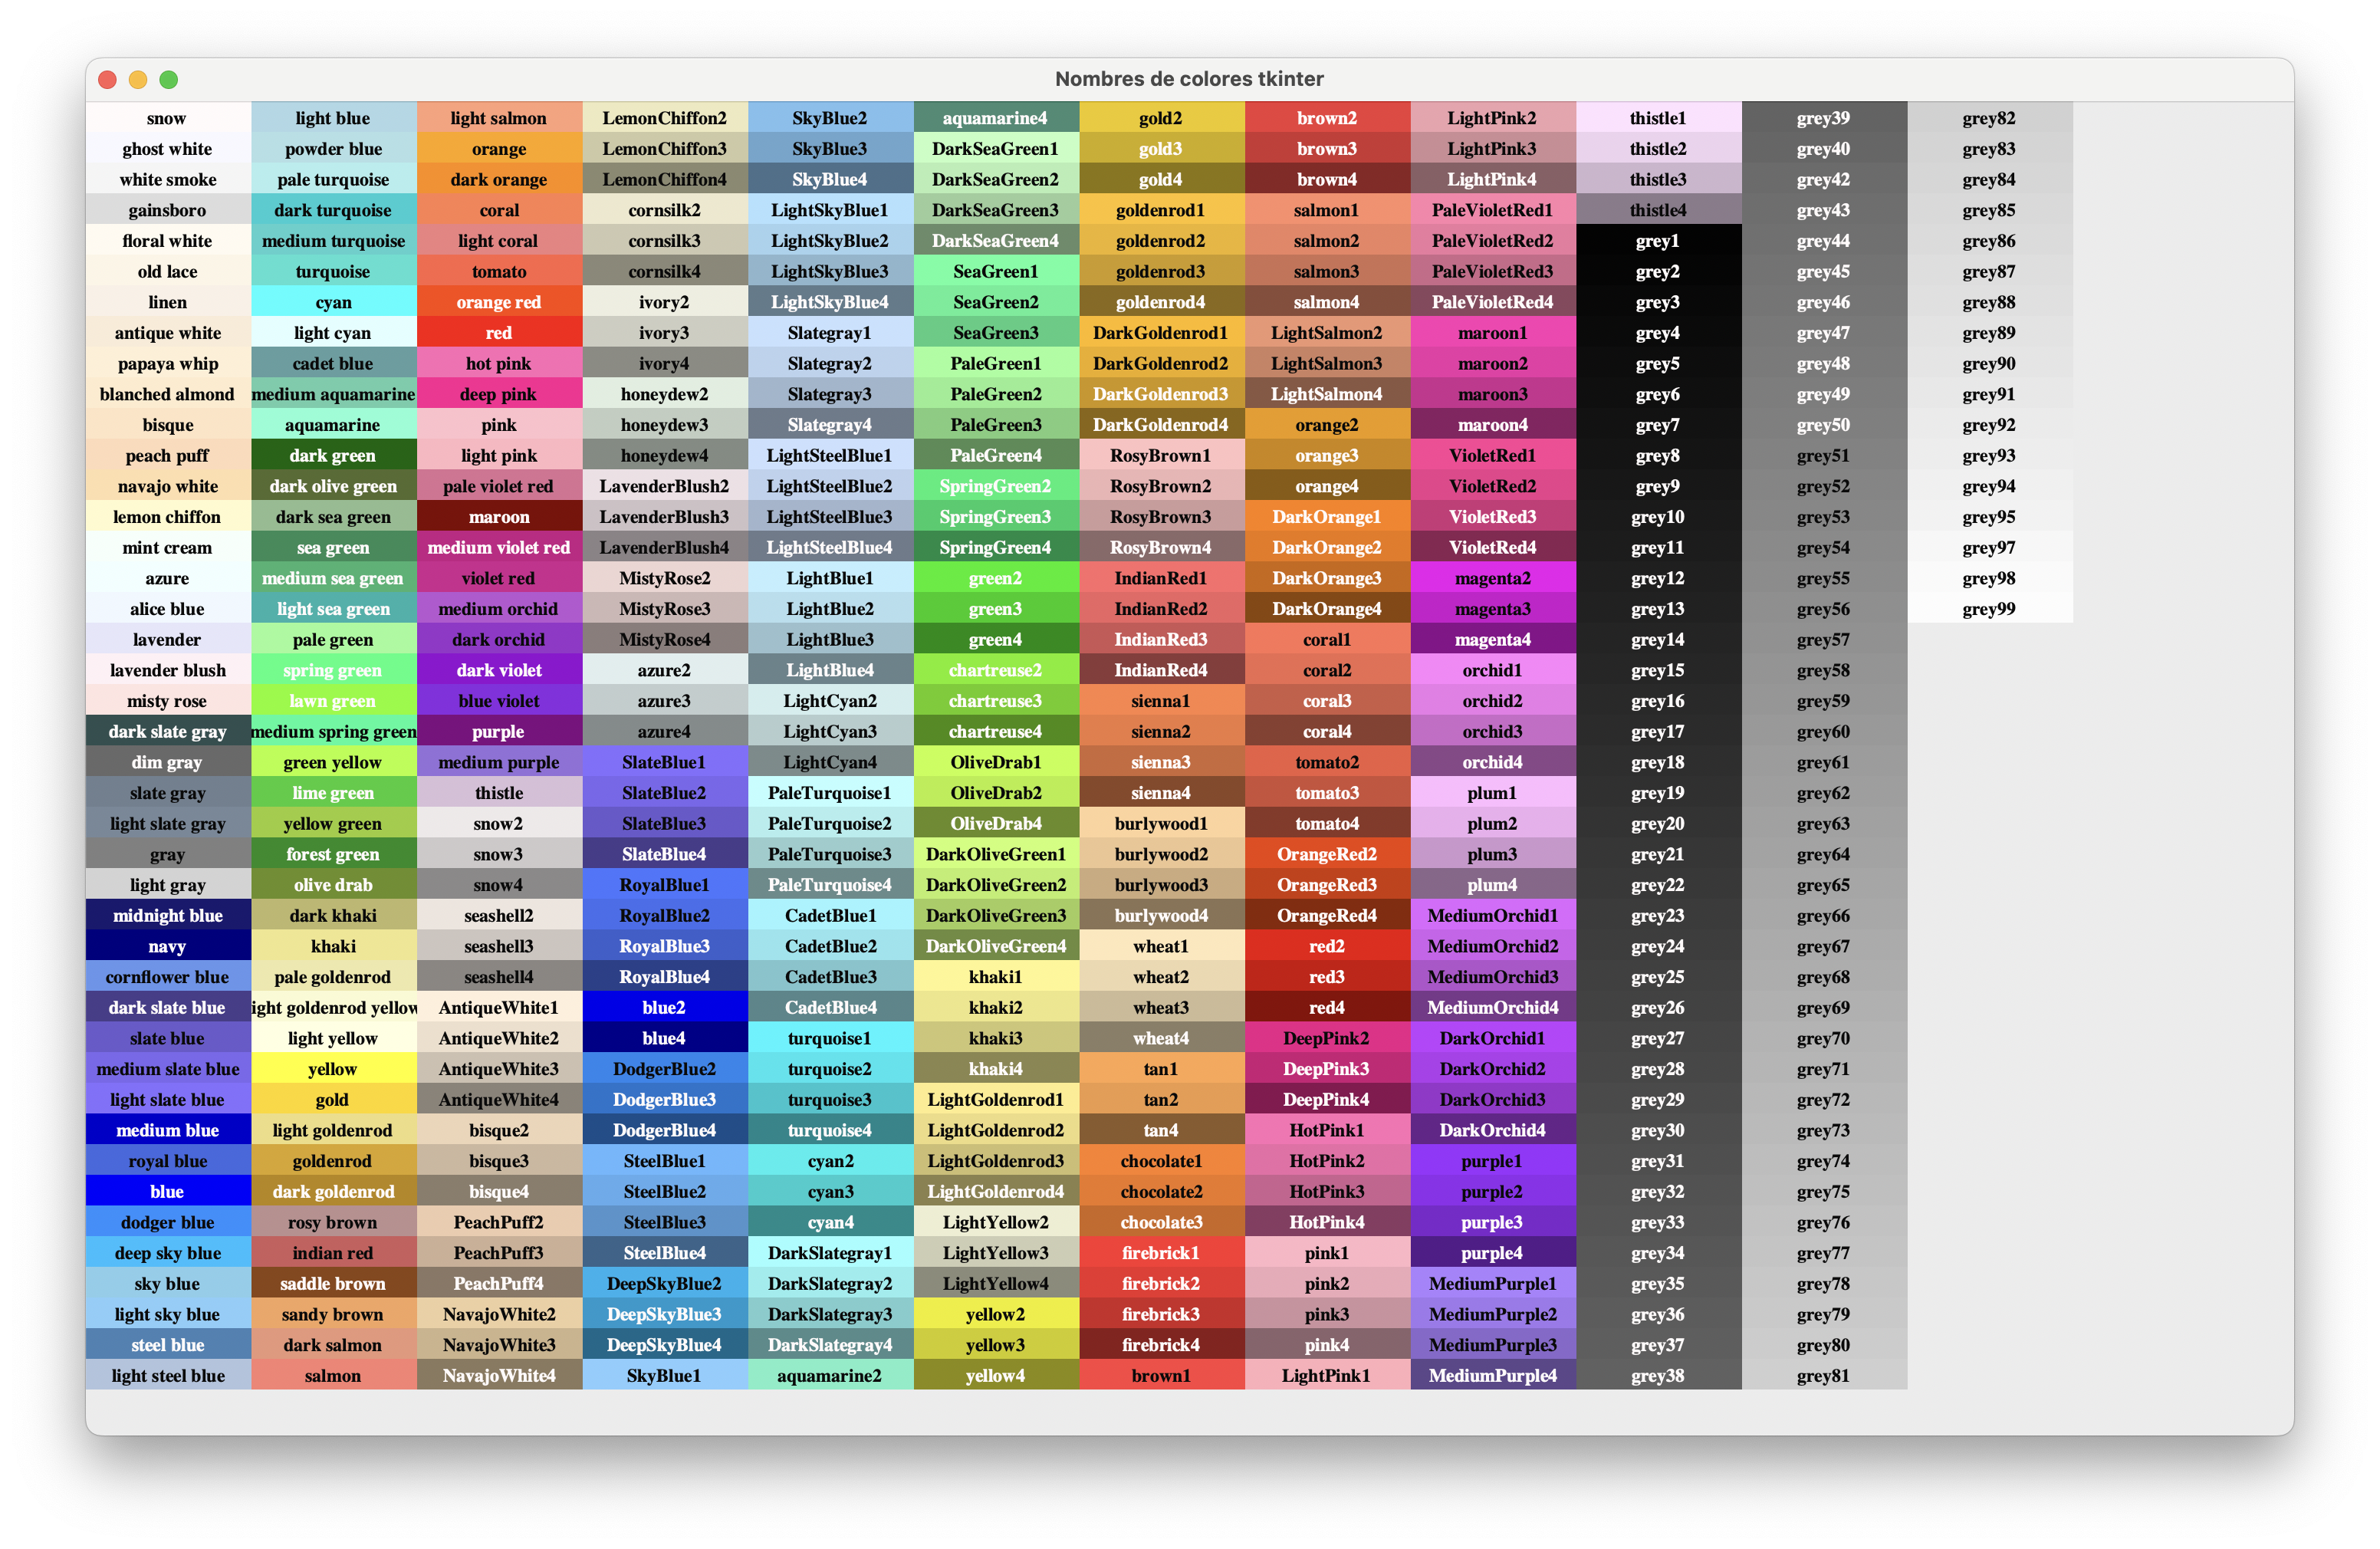 Nombres de colores tkinter
snow light blue light salmon LemonChiffon2 SkyBlue2 aquamarine4 gold2 brown2 LightPink2 thistle1 grey39 grey82
ghost white powder blue orange LemonChiffon3 SkyBlue3 DarkSeaGreen1 gold3 brown3 LightPink3 thistle2 grey40 grey83
white smoke pale turquoise dark orange LemonChiffon4 SkyBlue4 DarkSeaGreen2 gold4 brown4 LightPink4 thistle3 grey42 grey84
gainsboro dark turquoise coral cornsilk2 LightSkyBlue1 DarkSeaGreen3 goldenrod1 salmon1 PaleVioletRed1 thistle4 grey43 grey85
floral white medium turquoise light coral cornsilk3 LightSkyBlue2 DarkSeaGreen4 goldenrod2 salmon2 PaleVioletRed2 grey1 grey44 grey86
old lace turquoise tomato cornsilk4 LightSkyBlue3 SeaGreen1 goldenrod3 salmon3 PaleVioletRed3 grey2 grey45 grey87
linen cyan orange red ivory2 LightSkyBlue4 SeaGreen2 goldenrod4 salmon4 PaleVioletRed4 grey3 grey46 grey88
antique white light cyan red ivory3 Slategray1 SeaGreen3 DarkGoldenrod1 LightSalmon2 maroon1 grey4 grey47 grey89
papaya whip cadet blue hot pink ivory4 Slategray2 PaleGreen1 DarkGoldenrod2 LightSalmon3 maroon2 grey5 grey48 grey90
blanched almond medium aquamarine deep pink honeydew2 Slategray3 PaleGreen2 DarkGoldenrod3 LightSalmon4 maroon3 grey6 grey49 grey91
bisque aquamarine pink honeydew3 Slategray4 PaleGreen3 DarkGoldenrod4 orange2 maroon4 grey7 grey50 grey92
peach puff dark green light pink honeydew4 LightSteelBlue1 PaleGreen4 RosyBrown1 orange3 VioletRed1 grey8 grey51 grey93
navajo white dark olive green pale violet red LavenderBlush2 LightSteelBlue2 SpringGreen2 RosyBrown2 orange4 VioletRed2 grey9 grey52 grey94
lemon chiffon dark sea green maroon LavenderBlush3 LightSteelBlue3 SpringGreen3 RosyBrown3 DarkOrange1 VioletRed3 grey10 grey53 grey95
mint cream sea green medium violet red LavenderBlush4 LightSteelBlue4 SpringGreen4 RosyBrown4 DarkOrange2 VioletRed4 grey11 grey54 grey97
azure medium sea green violet red MistyRose2 LightBlue1 green2 IndianRed1 DarkOrange3 magenta2 grey12 grey55 grey98
alice blue light sea green medium orchid MistyRose3 LightBlue2 green3 IndianRed2 DarkOrange4 magenta3 grey13 grey56 grey99
lavender pale green dark orchid MistyRose4 LightBlue3 green4 IndianRed3 coral1 magenta4 grey14 grey57
lavender blush spring green dark violet azure2 LightBlue4 chartreuse2 IndianRed4 coral2 orchid1 grey15 grey58
misty rose lawn green blue violet azure3 LightCyan2 chartreuse3 sienna1 coral3 orchid2 grey16 grey59
dark slate gray medium spring green purple azure4 LightCyan3 chartreuse4 sienna2 coral4 orchid3 grey17 grey60
dim gray green yellow medium purple SlateBlue1 LightCyan4 OliveDrab1 sienna3 tomato2 orchid4 grey18 grey61
slate gray lime green thistle SlateBlue2 PaleTurquoise1 OliveDrab2 sienna4 tomato3 plum1 grey19 grey62
light slate gray yellow green snow2 SlateBlue3 PaleTurquoise2 OliveDrab4 burlywood1 tomato4 plum2 grey20 grey63
gray forest green snow3 SlateBlue4 PaleTurquoise3 DarkOliveGreen1 burlywood2 OrangeRed2 plum3 grey21 grey64
light gray olive drab snow4 RoyalBlue1 PaleTurquoise4 DarkOliveGreen2 burlywood3 OrangeRed3 plum4 grey22 grey65
midnight blue dark khaki seashell2 RoyalBlue2 CadetBlue1 DarkOliveGreen3 burlywood4 OrangeRed4 MediumOrchid1 grey23 grey66
navy khaki seashell3 RoyalBlue3 CadetBlue2 DarkOliveGreen4 wheat1 red2 MediumOrchid2 grey24 grey67
cornflower blue pale goldenrod seashell4 RoyalBlue4 CadetBlue3 khaki1 wheat2 red3 MediumOrchid3 grey25 grey68
dark slate blue ight goldenrod yellow AntiqueWhite1 blue2 CadetBlue4 khaki2 wheat3 red4 MediumOrchid4 grey26 grey69
slate blue light yellow AntiqueWhite2 blue4 turquoise1 khaki3 wheat4 DeepPink2 DarkOrchid1 grey27 grey70
medium slate blue yellow AntiqueWhite3 DodgerBlue2 turquoise2 khaki4 tan1 DeepPink3 DarkOrchid2 grey28 grey71
light slate blue gold AntiqueWhite4 DodgerBlue3 turquoise3 LightGoldenrod1 tan2 DeepPink4 DarkOrchid3 grey29 grey72
medium blue light goldenrod bisque2 DodgerBlue4 turquoise4 LightGoldenrod2 tan4 HotPink1 DarkOrchid4 grey30 grey73
royal blue goldenrod bisque3 SteelBlue1 cyan2 LightGoldenrod3 chocolate1 HotPink2 purple1 grey31 grey74
blue dark goldenrod bisque4 SteelBlue2 cyan3 LightGoldenrod4 chocolate2 HotPink3 purple2 grey32 grey75
dodger blue rosy brown PeachPuff2 SteelBlue3 cyan4 LightYellow2 chocolate3 HotPink4 purple3 grey33 grey76
deep sky blue indian red PeachPuff3 SteelBlue4 DarkSlategray1 LightYellow3 firebrick1 pink1 purple4 grey34 grey77
sky blue saddle brown PeachPuff4 DeepSkyBlue2 DarkSlategray2 LightYellow4 firebrick2 pink2 MediumPurple1 grey35 grey78
light sky blue sandy brown NavajoWhite2 DeepSkyBlue3 DarkSlategray3 yellow2 firebrick3 pink3 MediumPurple2 grey36 grey79
steel blue dark salmon NavajoWhite3 DeepSkyBlue4 DarkSlategray4 yellow3 firebrick4 pink4 MediumPurple3 grey37 grey80
light steel blue salmon NavajoWhite4 SkyBlue1 aquamarine2 yellow4 brown1 LightPink1 MediumPurple4 grey38 grey81